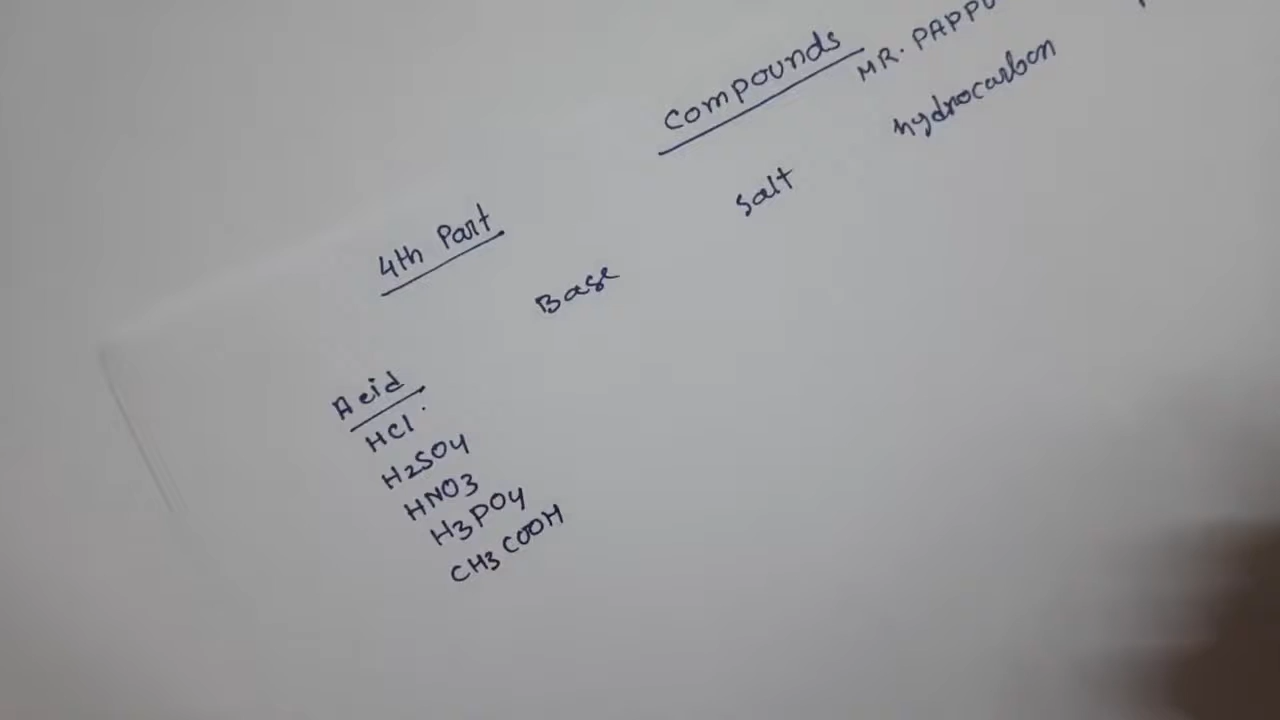 Compounds
MR. PAPPU
4th Part
Acid
Base
Salt
hydrocarbon
HCl
H2SO4
HNO3
H3PO4
CH3COOH